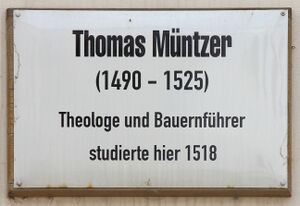 Thomas Müntzer
(1490 - 1525)
Theologe und Bauernführer
studierte hier 1518